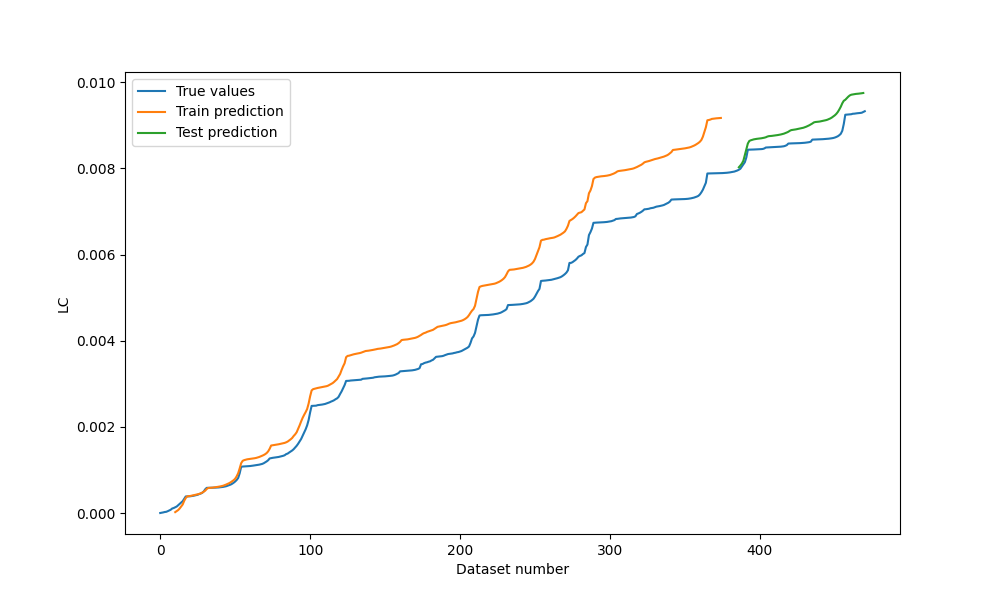 True values
Train prediction
Test prediction
0.010
0.008
0.006
0.004
0.002
0.000
LC
0
100
200
300
400
Dataset number